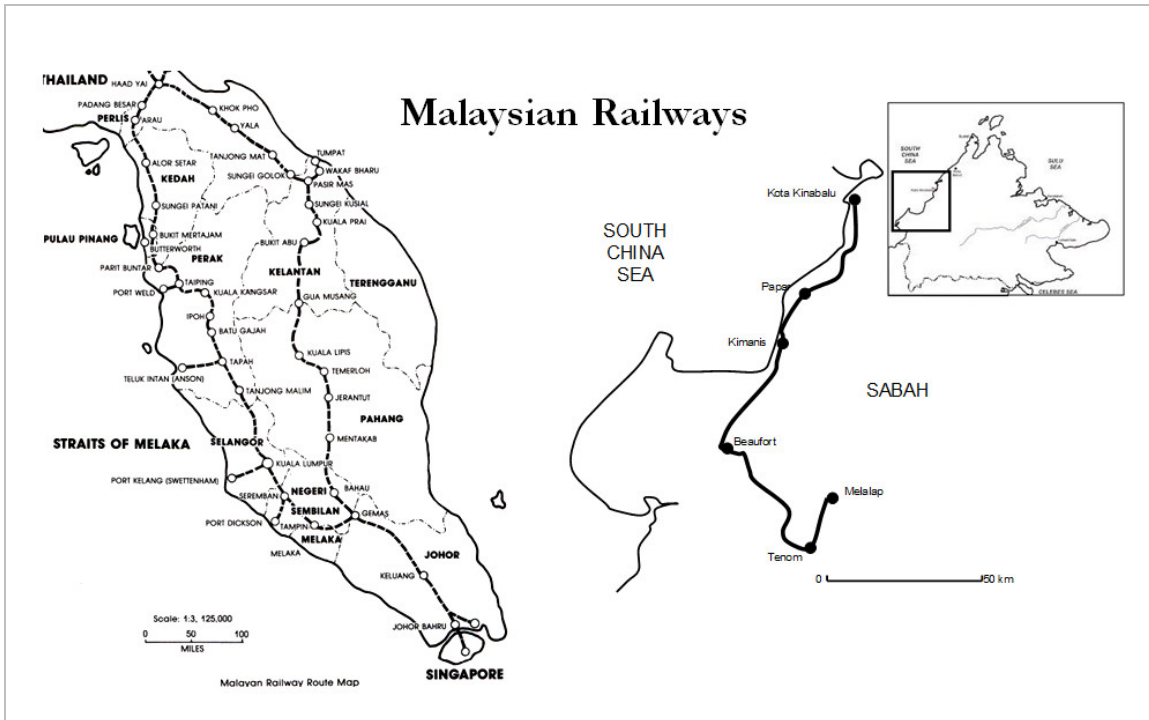 Malaysian Railways
THAILAND
HAAD YAI
PADANG BESAR
PERLIS
ARAU
KHOK PHO
YALA
TANJONG MAT
TUMPAT
WAKAF BHARU
SUNGEI GOLOK
PASIR MAS
ALOR SETAR
KEDAH
SUNGEI PATANI
SUNGEI KUSIAL
KUALA PRAI
BUKIT MERTAJAM
PULAU PINANG
BUTTERWORTH
BUKIT ABU
PERAK
PARIT BUNTAR
KELANTAN
TERENGGANU
TAIPING
PORT WELD
KUALA KANGSAR
GUA MUSANG
IPOH
BATU GAJAH
TAPAH
KUALA LIPIS
TELUK INTAN (ANSON)
TEMERLOH
TANJONG MALIM
JERANTUT
PAHANG
STRAITS OF MELAKA
SELANGOR
MENTAKAB
KUALA LUMPUR
PORT KELANG (SWETTENHAM)
SEREMBAN
NEGERI
SEMBILAN
BAHAU
PORT DICKSON
TAMPIN
GEMAS
MELAKA
MELAKA
JOHOR
KELUANG
JOHOR BAHRU
SINGAPORE
Scale: 1:3, 125,000
0 50 100
MILES
Malayan Railway Route Map
SOUTH
CHINA
SEA
Kota Kinabalu
Papar
Kimanis
SABAH
Beaufort
Melalap
Tenom
0 50 km
SOUTH
CHINA
SEA
SULU
SEA
CELEBES SEA